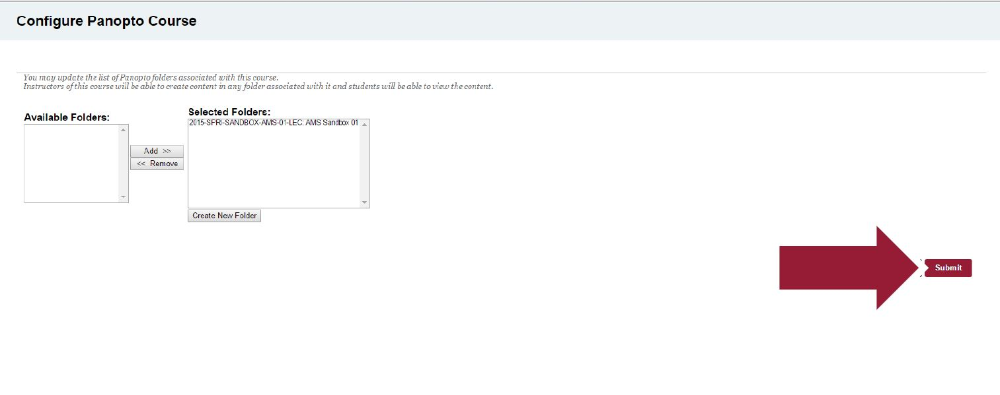 Configure Panopto Course
You may update the list of Panopto folders associated with this course.
Instructors of this course will be able to create content in any folder associated with it and students will be able to view the content.
Available Folders:
Selected Folders:
2015-SPRI-SANDBOX-AMS-01-LEC: AMS Sandbox 01
Add >>
<< Remove
Create New Folder
Submit